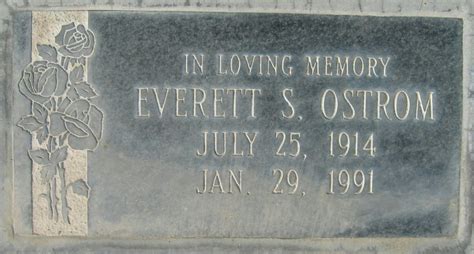 IN LOVING MEMORY
EVERETT S. OSTROM
JULY 25, 1914
JAN. 29, 1991